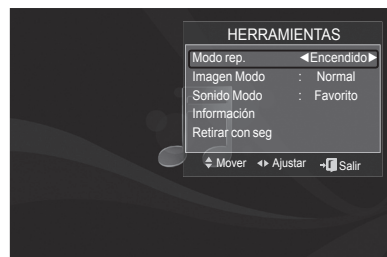 HERRAMIENTAS
Modo rep. ◀Encendido▶
Imagen Modo : Normal
Sonido Modo : Favorito
Información
Retirar con seg
Mover Ajustar Salir